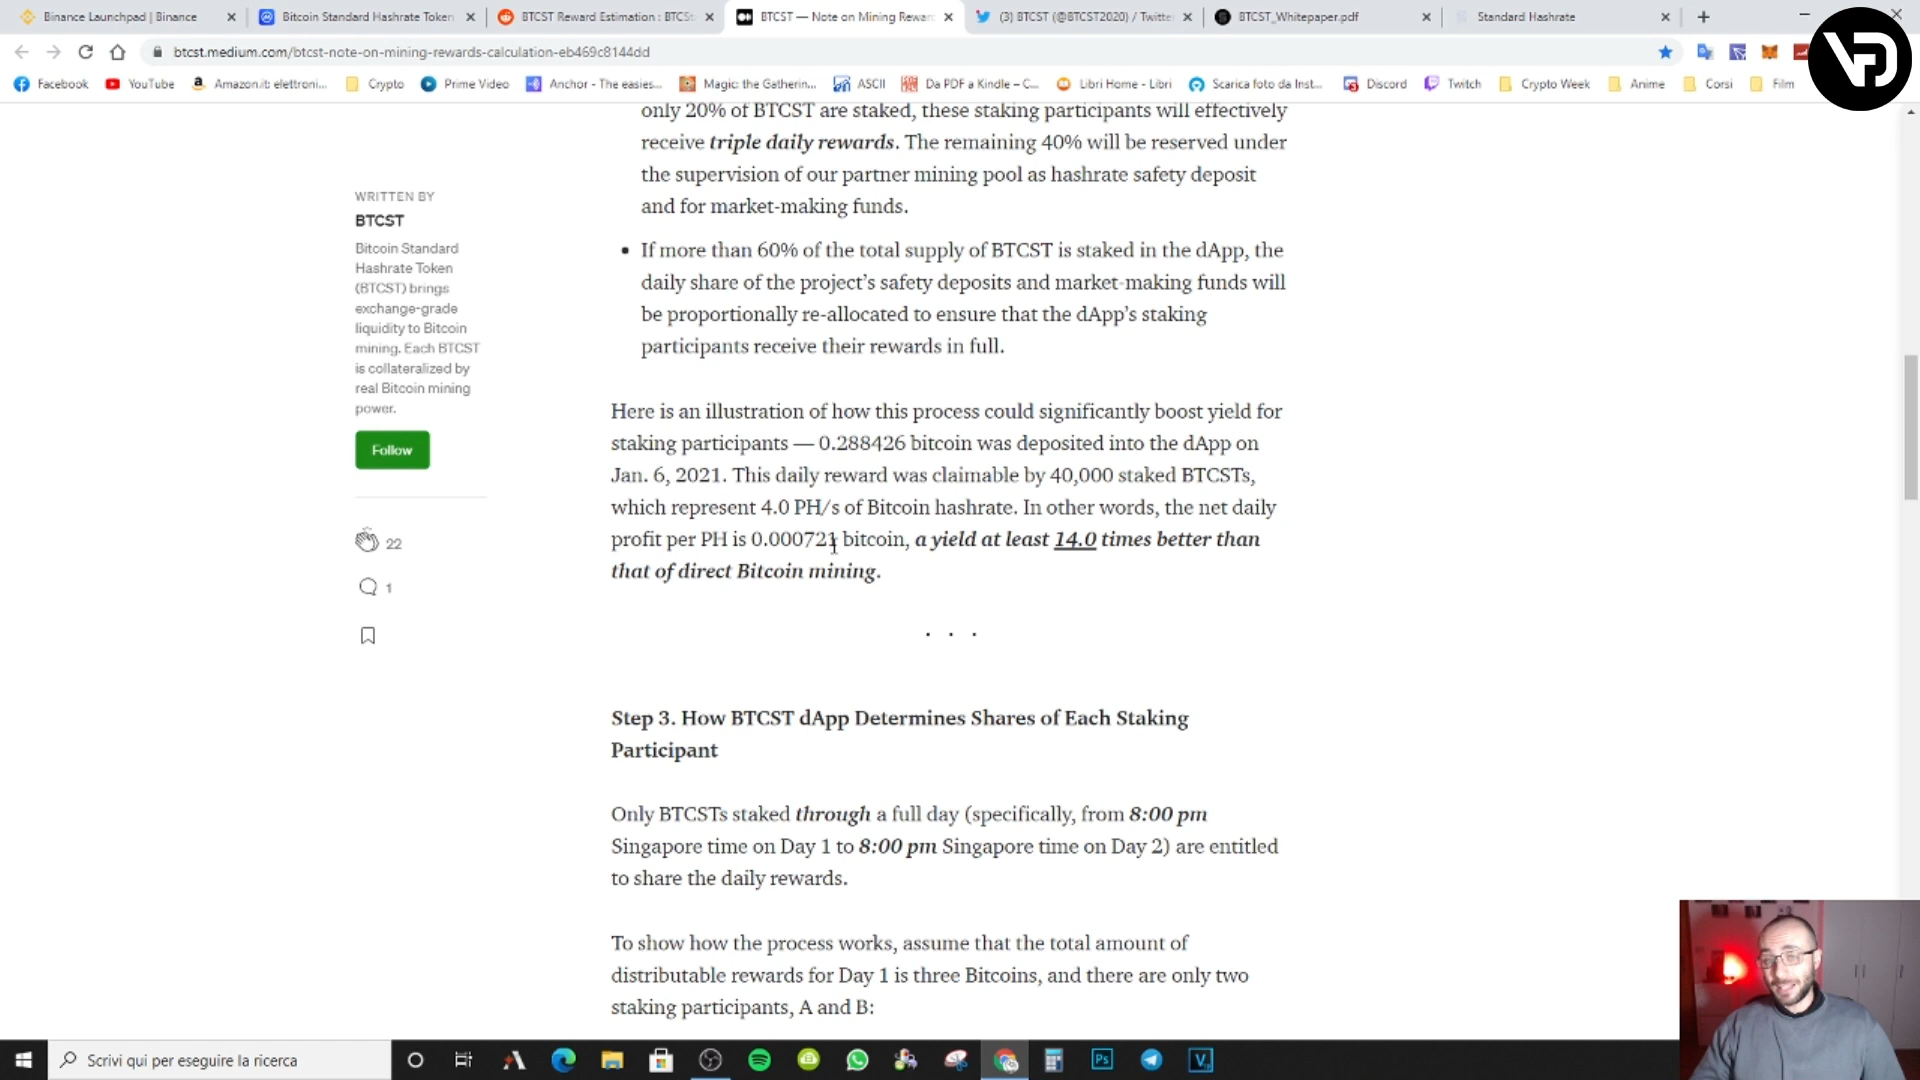 Binance Launchpad | Binance
Bitcoin Standard Hashrate Token
BTCST Reward Estimation : BTCS
BTCST — Note on Mining Rewar
(3) BTCST (@BTCST2020) / Twitte
BTCST_Whitepaper.pdf
Standard Hashrate
btcst.medium.com/btcst-note-on-mining-rewards-calculation-eb469c8144dd
Facebook
YouTube
Amazon.it: elettroni...
Crypto
Prime Video
Anchor - The easies...
Magic: the Gatherin...
ASCII
Da PDF a Kindle – C...
Libri Home - Libri
Scarica foto da Inst...
Discord
Twitch
Crypto Week
Anime
Corsi
Film
only 20% of BTCST are staked, these staking participants will effectively
receive triple daily rewards. The remaining 40% will be reserved under
the supervision of our partner mining pool as hashrate safety deposit
and for market-making funds.
• If more than 60% of the total supply of BTCST is staked in the dApp, the
daily share of the project's safety deposits and market-making funds will
be proportionally re-allocated to ensure that the dApp's staking
participants receive their rewards in full.
WRITTEN BY
BTCST
Bitcoin Standard
Hashrate Token
(BTCST) brings
exchange-grade
liquidity to Bitcoin
mining. Each BTCST
is collateralized by
real Bitcoin mining
power.
Follow
22
1
Here is an illustration of how this process could significantly boost yield for
staking participants — 0.288426 bitcoin was deposited into the dApp on
Jan. 6, 2021. This daily reward was claimable by 40,000 staked BTCSTs,
which represent 4.0 PH/s of Bitcoin hashrate. In other words, the net daily
profit per PH is 0.000721 bitcoin, a yield at least 14.0 times better than
that of direct Bitcoin mining.
. . .
Step 3. How BTCST dApp Determines Shares of Each Staking
Participant
Only BTCSTs staked through a full day (specifically, from 8:00 pm
Singapore time on Day 1 to 8:00 pm Singapore time on Day 2) are entitled
to share the daily rewards.
To show how the process works, assume that the total amount of
distributable rewards for Day 1 is three Bitcoins, and there are only two
staking participants, A and B:
Scrivi qui per eseguire la ricerca
Ps